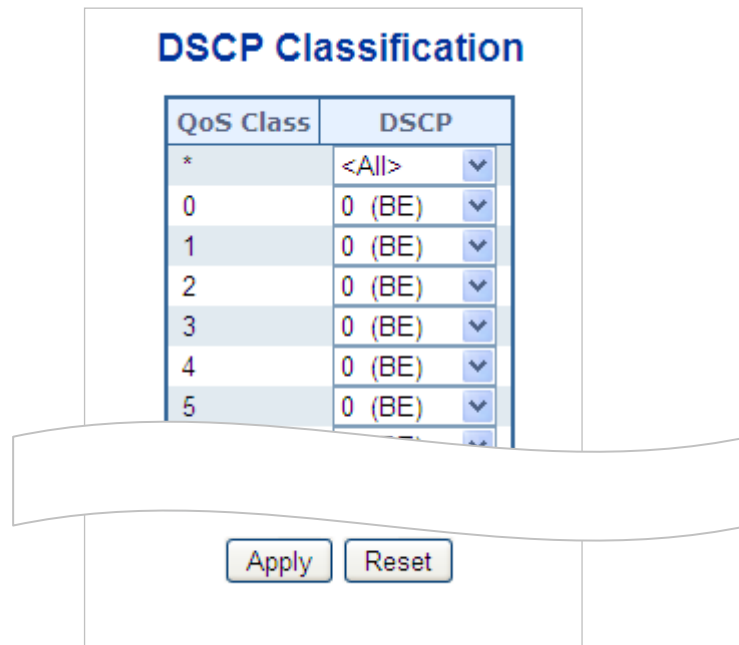 DSCP Classification
QoS Class DSCP
* <All>
0 0 (BE)
1 0 (BE)
2 0 (BE)
3 0 (BE)
4 0 (BE)
5 0 (BE)
Apply Reset